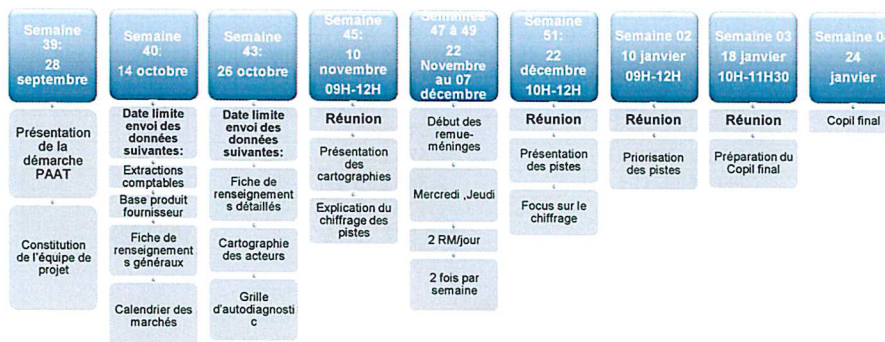 Semaine
39:
28
septembre
Présentation
de la
démarche
PAAT
Constitution
de l'équipe de
projet
Semaine
40:
14 octobre
Date limite
envoi des
données
suivantes:
Extractions
comptables
Base produit
fournisseur
Fiche de
renseignement
s généraux
Calendrier des
marchés
Semaine
43:
26 octobre
Date limite
envoi des
données
suivantes:
Fiche de
renseignement
s détaillés
Cartographie
des acteurs
Grille
d'autodiagnosti
c
Semaine
45:
10
novembre
09H-12H
Réunion
Présentation
des
cartographies
Explication du
chiffrage des
pistes
Semaines
47 à 49
22
Novembre
au 07
décembre
Début des
remue-
méninges
Mercredi ,Jeudi
2 RM/jour
2 fois par
semaine
Semaine
51:
22
décembre
10H-12H
Réunion
Présentation
des pistes
Focus sur le
chiffrage
Semaine 02
10 janvier
09H-12H
Réunion
Priorisation
des pistes
Semaine 03
18 janvier
10H-11H30
Réunion
Préparation du
Copil final
Semaine
24
janvier
Copil final